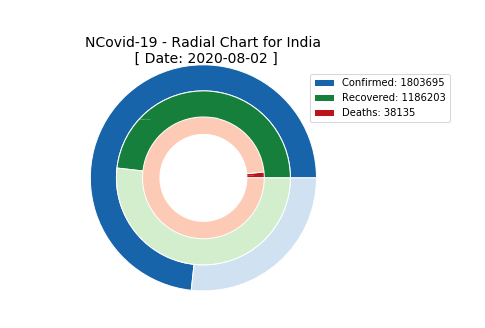 NCovid-19 - Radial Chart for India
[ Date: 2020-08-02 ]
Confirmed: 1803695
Recovered: 1186203
Deaths: 38135